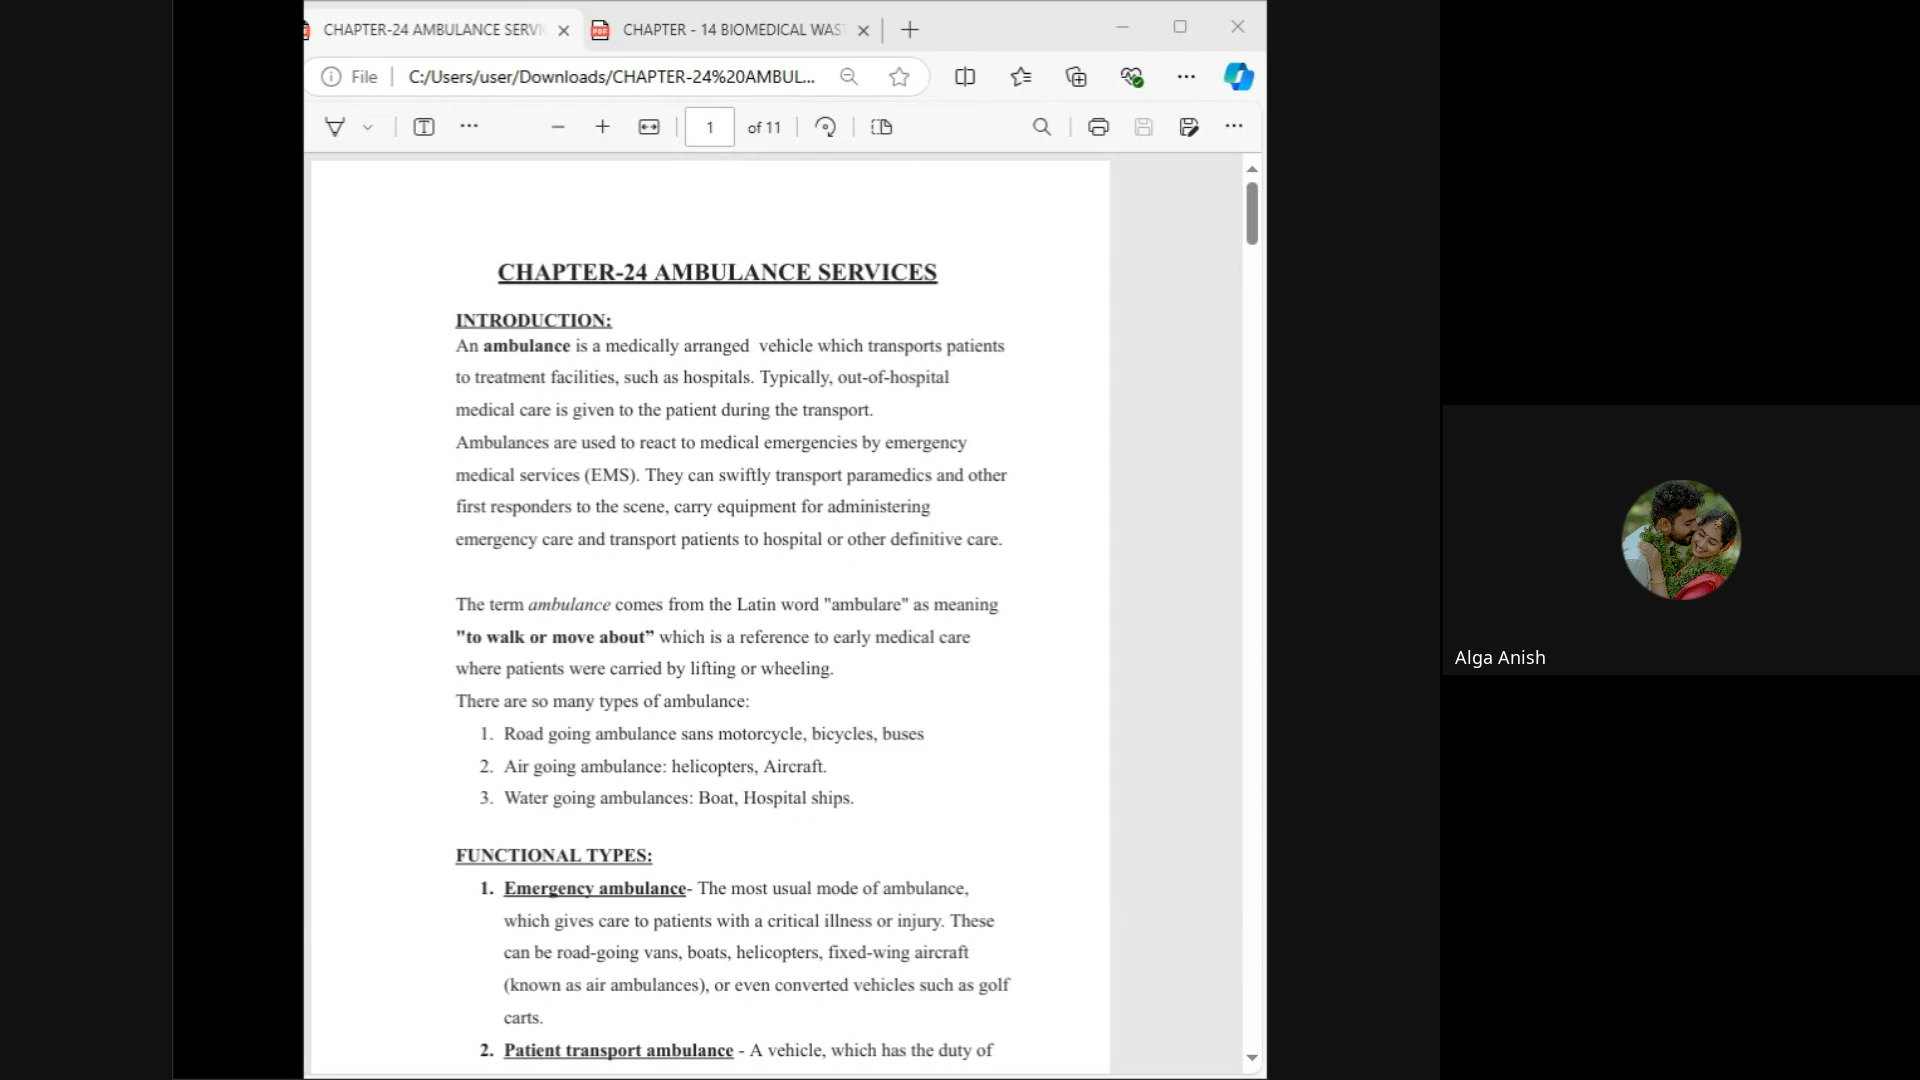 CHAPTER-24 AMBULANCE SERVI
CHAPTER - 14 BIOMEDICAL WAS
File
C:/Users/user/Downloads/CHAPTER-24%20AMBUL...
1 of 11
CHAPTER-24 AMBULANCE SERVICES
INTRODUCTION:
An ambulance is a medically arranged vehicle which transports patients
to treatment facilities, such as hospitals. Typically, out-of-hospital
medical care is given to the patient during the transport.
Ambulances are used to react to medical emergencies by emergency
medical services (EMS). They can swiftly transport paramedics and other
first responders to the scene, carry equipment for administering
emergency care and transport patients to hospital or other definitive care.
The term ambulance comes from the Latin word "ambulare" as meaning
"to walk or move about” which is a reference to early medical care
where patients were carried by lifting or wheeling.
There are so many types of ambulance:
1. Road going ambulance sans motorcycle, bicycles, buses
2. Air going ambulance: helicopters, Aircraft.
3. Water going ambulances: Boat, Hospital ships.
FUNCTIONAL TYPES:
1. Emergency ambulance- The most usual mode of ambulance,
which gives care to patients with a critical illness or injury. These
can be road-going vans, boats, helicopters, fixed-wing aircraft
(known as air ambulances), or even converted vehicles such as golf
carts.
2. Patient transport ambulance - A vehicle, which has the duty of
Alga Anish